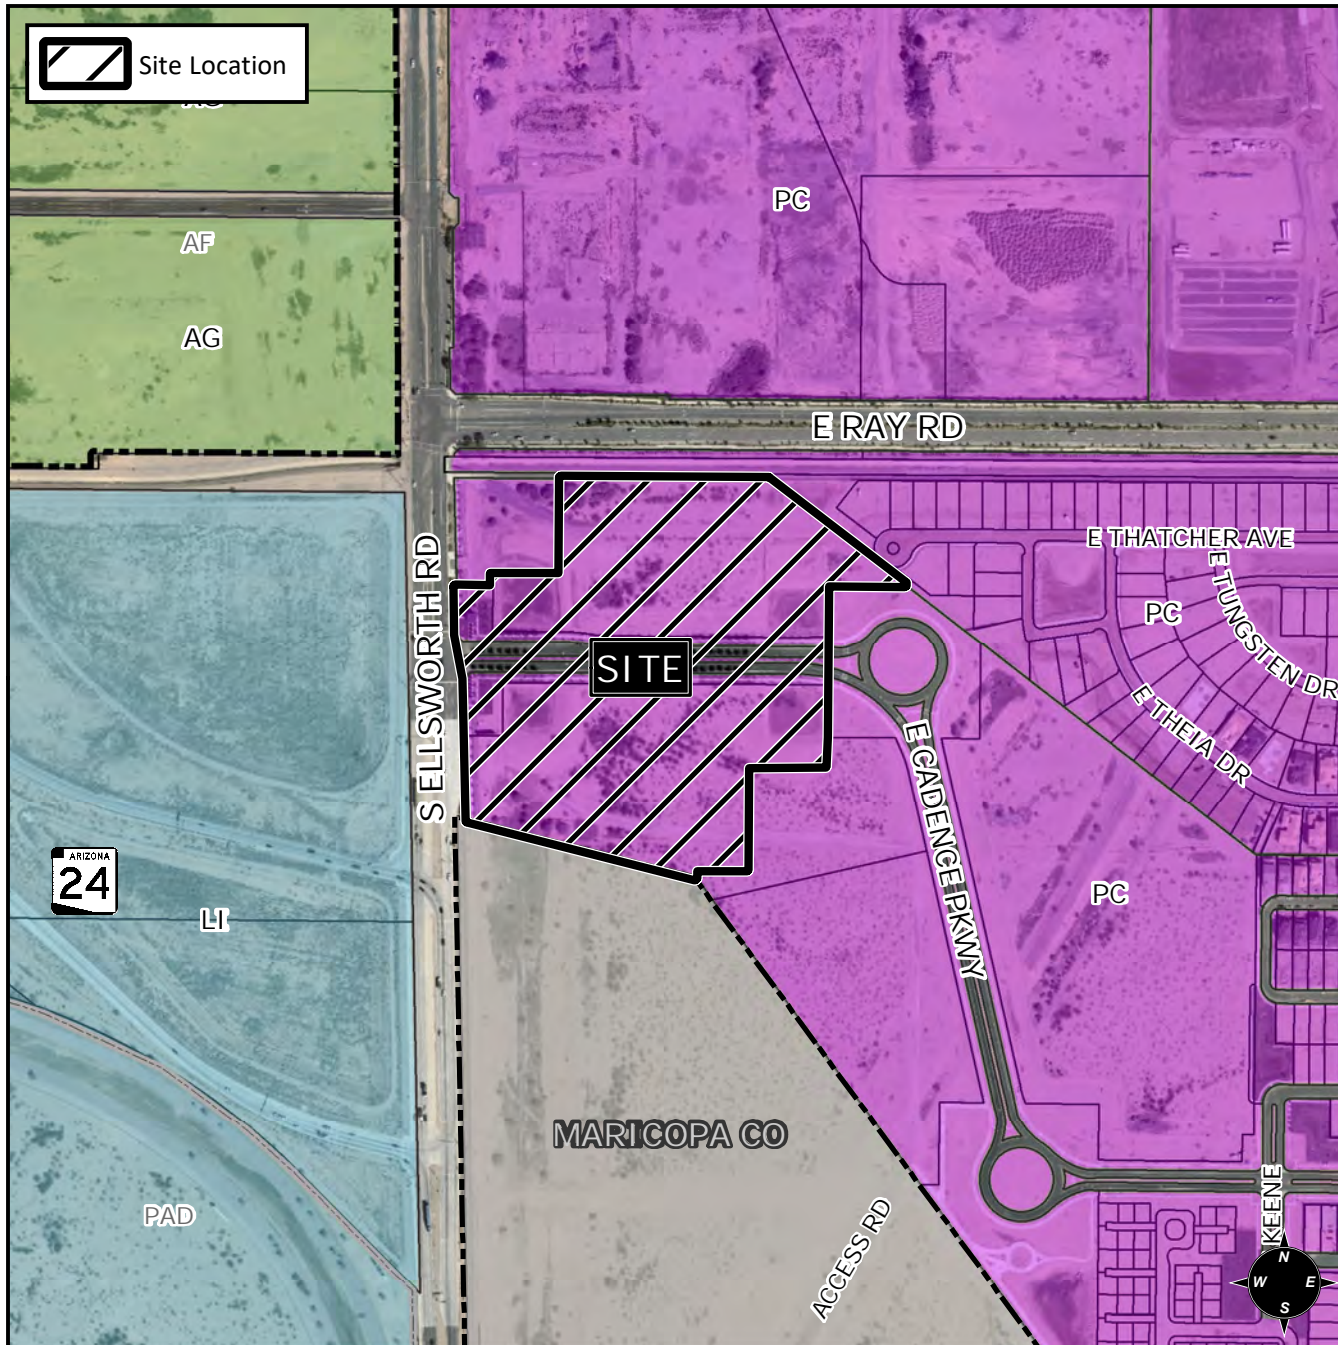 Site Location
PC
AF
AG
E RAY RD
S ELLSWORTH RD
E THATCHER AVE
E TUNGSTEN DR
PC
SITE
E THEIA DR
E CADENCE PKWY
ARIZONA
24
LI
PC
MARICOPA CO
PAD
ACCESS RD
KEENE
N
W
E
S